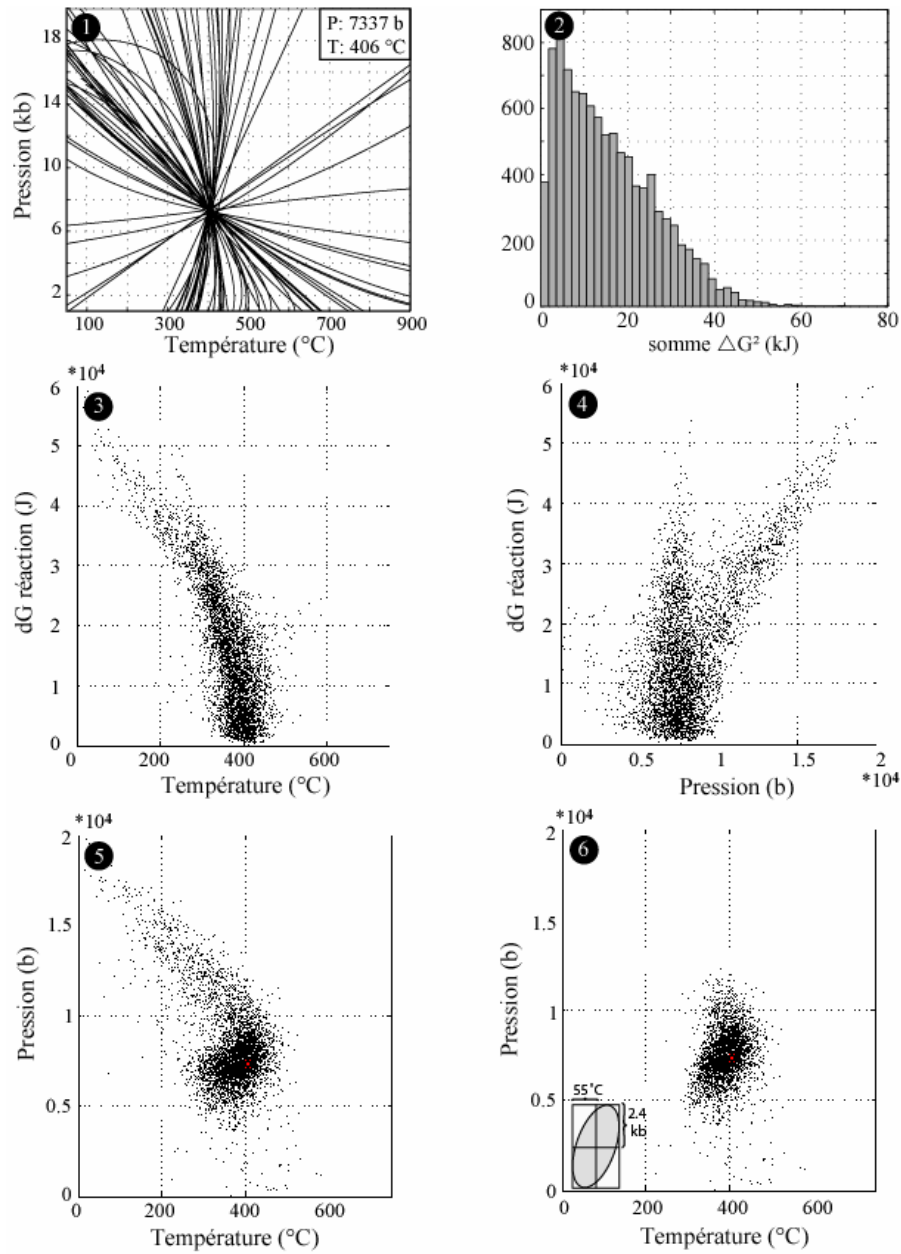 1
P: 7337 b
T: 406 °C
Pression (kb)
18
14
10
6
2
100 300 400 500 700 900
Température (°C)
2
800
600
400
200
0
0 20 40 60 80
somme △G² (kJ)
*10⁴
3
dG réaction (J)
6
5
4
3
2
1
0
0 200 400 600
Température (°C)
*10⁴
4
dG réaction (J)
6
5
4
3
2
1
0
0 0.5 1 1.5 2
*10⁴
Pression (b)
*10⁴
5
Pression (b)
2
1.5
1
0.5
0
0 200 400 600
Température (°C)
*10⁴
6
Pression (b)
2
1.5
1
0.5
0
55°C
2.4
kb
0 200 400 600
Température (°C)